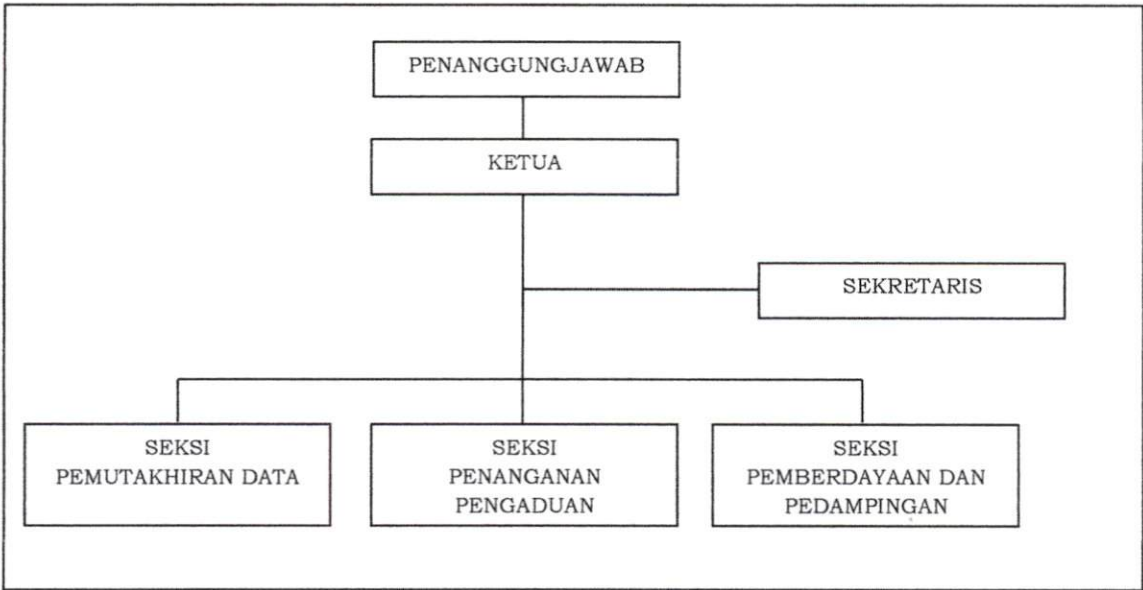 PENANGGUNGJAWAB
KETUA
SEKRETARIS
SEKSI
PEMUTAKHIRAN DATA
SEKSI
PENANGANAN
PENGADUAN
SEKSI
PEMBERDAYAAN DAN
PEDAMPINGAN